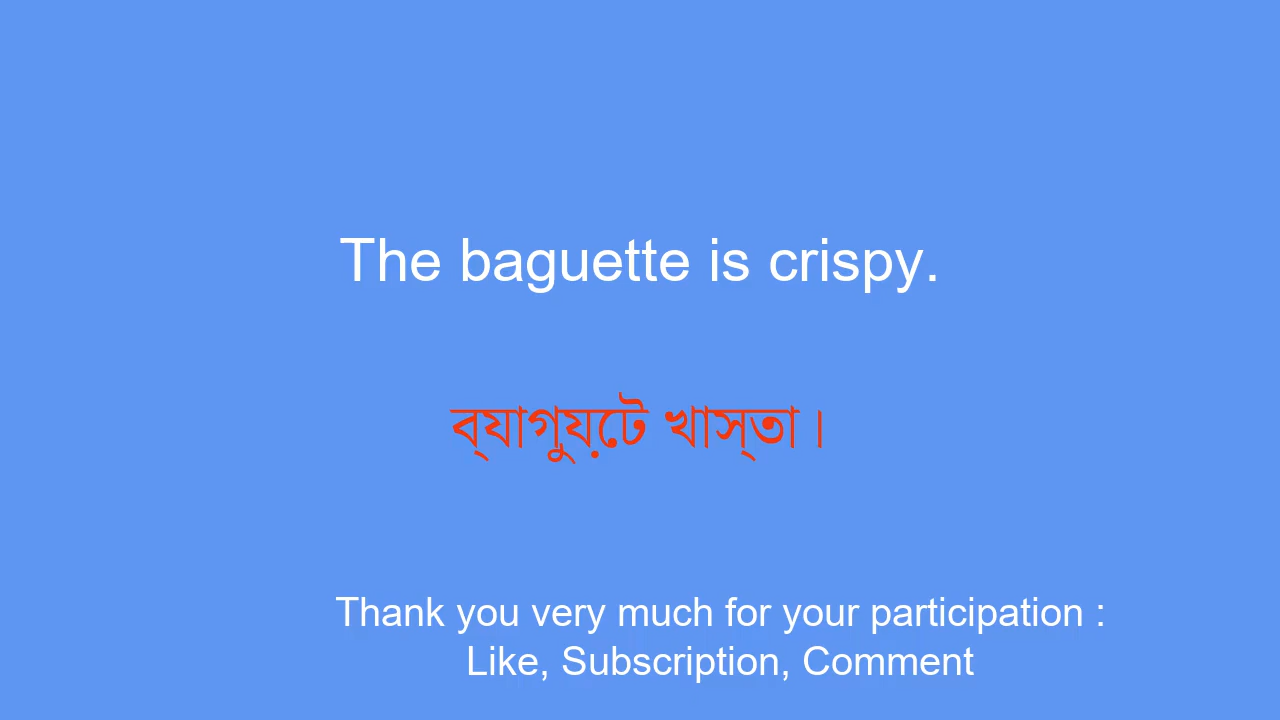 The baguette is crispy.
ব্যাগুয়েট খাস্তা।
Thank you very much for your participation :
Like, Subscription, Comment